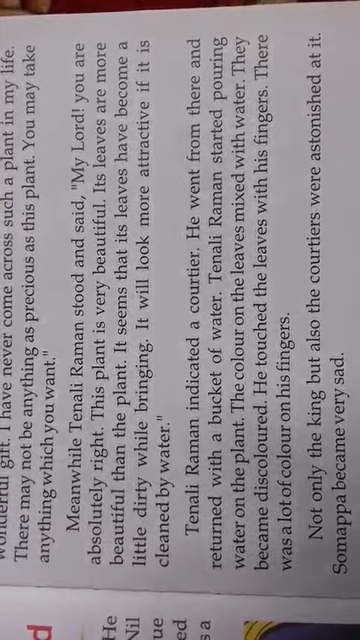 wonderful gift. I have never come across such a plant in my life.
There may not be anything as precious as this plant. You may take
anything which you want."
Meanwhile Tenali Raman stood and said, "My Lord! you are
absolutely right. This plant is very beautiful. Its leaves are more
beautiful than the plant. It seems that its leaves have become a
little dirty while bringing. It will look more attractive if it is
cleaned by water."
Tenali Raman indicated a courtier. He went from there and
returned with a bucket of water. Tenali Raman started pouring
water on the plant. The colour on the leaves mixed with water. They
became discoloured. He touched the leaves with his fingers. There
was a lot of colour on his fingers.
Not only the king but also the courtiers were astonished at it.
Somappa became very sad.
d
He
Nil
ue
ed
s a